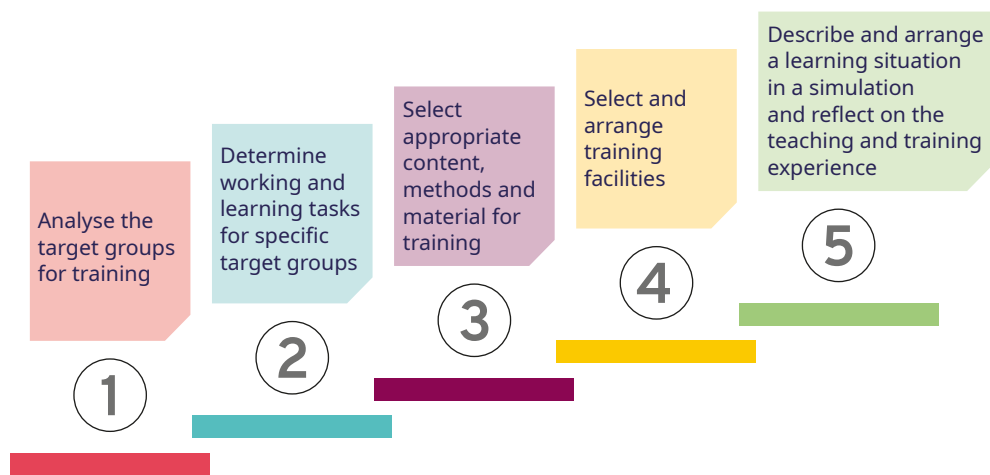 Analyse the
target groups
for training
1
Determine
working and
learning tasks
for specific
target groups
2
Select
appropriate
content,
methods and
material for
training
3
Select and
arrange
training
facilities
4
Describe and arrange
a learning situation
in a simulation
and reflect on the
teaching and training
experience
5